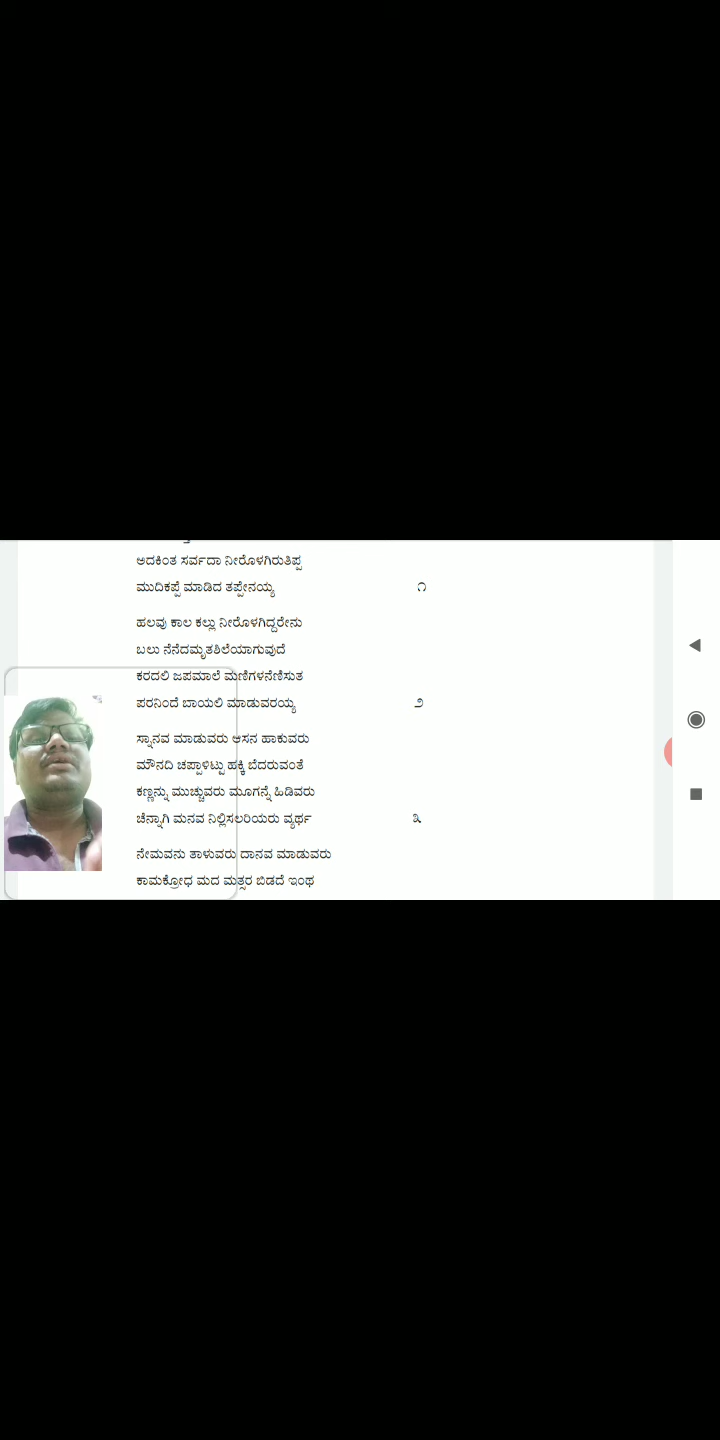 ಅದಕಿಂತ ಸರ್ವದಾ ನೀರೊಳಗಿರುತಿಪ್ಪ
ಮುದಿಕಪ್ಪೆ ಮಾಡಿದ ತಪ್ಪೇನಯ್ಯ ೧
ಹಲವು ಕಾಲ ಕಲ್ಲು ನೀರೊಳಗಿದ್ದರೇನು
ಬಲು ನೆನೆದಮೃತಶಿಲೆಯಾಗುವುದೆ
ಕರದಲಿ ಜಪಮಾಲೆ ಮಣಿಗಳನೆಣಿಸುತ
ಪರನಿಂದೆ ಬಾಯಲಿ ಮಾಡುವರಯ್ಯ ೨
ಸ್ನಾನವ ಮಾಡುವರು ಆಸನ ಹಾಕುವರು
ಮೌನದಿ ಚಪ್ಪಾಳಿಟ್ಟು ಹಕ್ಕಿ ಬೆದರುವಂತೆ
ಕಣ್ಣನ್ನು ಮುಚ್ಚುವರು ಮೂಗನ್ನೆ ಹಿಡಿವರು
ಚೆನ್ನಾಗಿ ಮನವ ನಿಲ್ಲಿಸಲರಿಯರು ವ್ಯರ್ಥ ೩
ನೇಮವನು ತಾಳುವರು ದಾನವ ಮಾಡುವರು
ಕಾಮಕ್ರೋಧ ಮದ ಮತ್ಸರ ಬಿಡದೆ ಇಂಥ